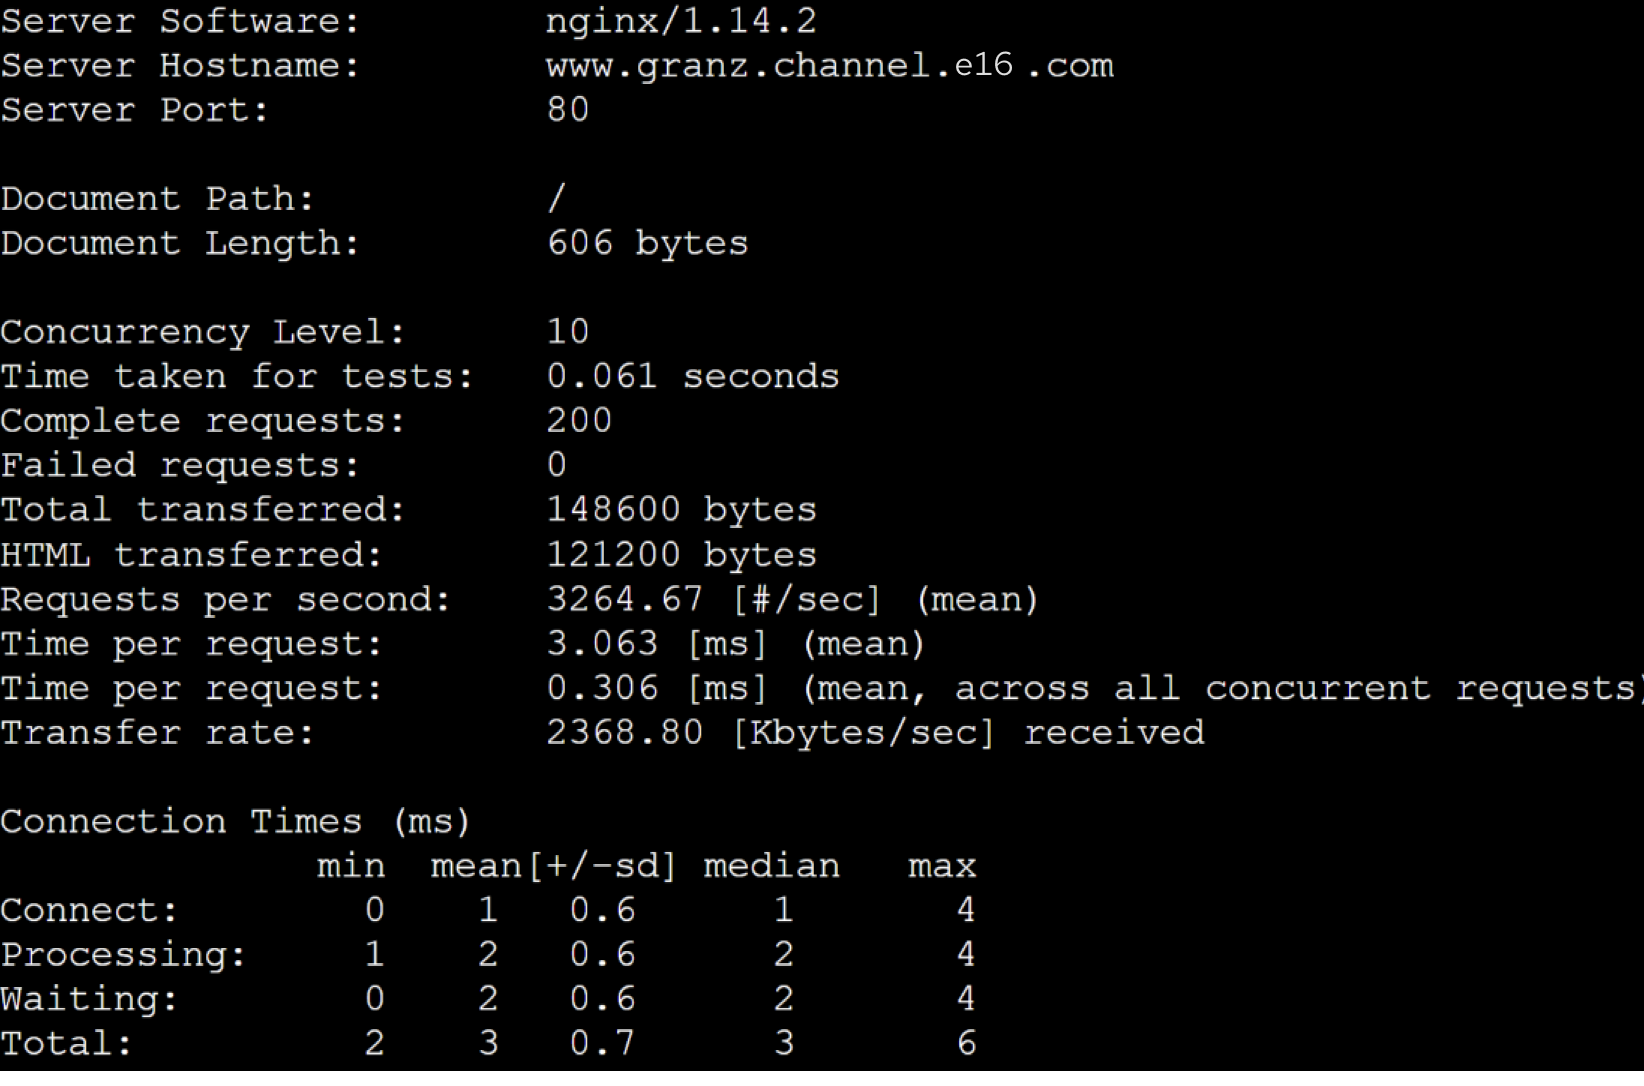 Server Software: nginx/1.14.2
Server Hostname: www.granz.channel.e16 .com
Server Port: 80
Document Path: /
Document Length: 606 bytes
Concurrency Level: 10
Time taken for tests: 0.061 seconds
Complete requests: 200
Failed requests: 0
Total transferred: 148600 bytes
HTML transferred: 121200 bytes
Requests per second: 3264.67 [#/sec] (mean)
Time per request: 3.063 [ms] (mean)
Time per request: 0.306 [ms] (mean, across all concurrent requests)
Transfer rate: 2368.80 [Kbytes/sec] received
Connection Times (ms)
min mean[+/-sd] median max
Connect: 0 1 0.6 1 4
Processing: 1 2 0.6 2 4
Waiting: 0 2 0.6 2 4
Total: 2 3 0.7 3 6